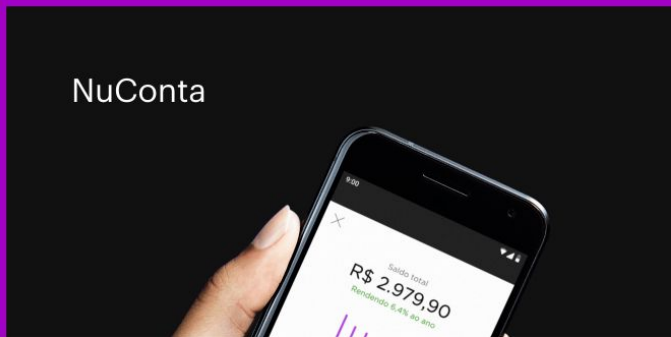 NuConta
9:00
Saldo total
R$ 2.979,90
Rendendo 6,4% ao ano